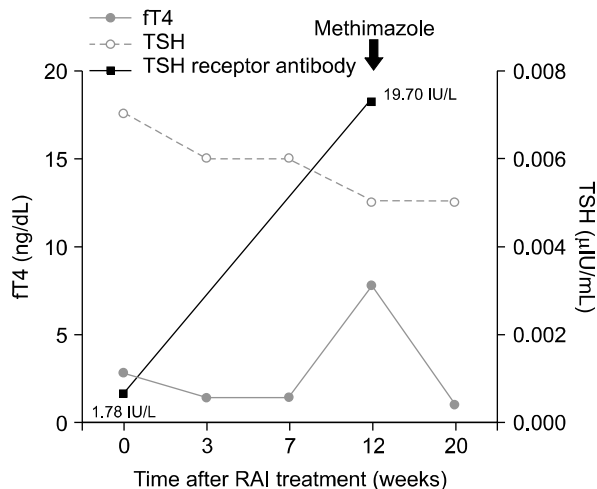 fT4
TSH
TSH receptor antibody
Methimazole
20
15
10
5
0
fT4 (ng/dL)
0.008
0.006
0.004
0.002
0.000
TSH (μIU/mL)
19.70 IU/L
1.78 IU/L
0 3 7 12 20
Time after RAI treatment (weeks)